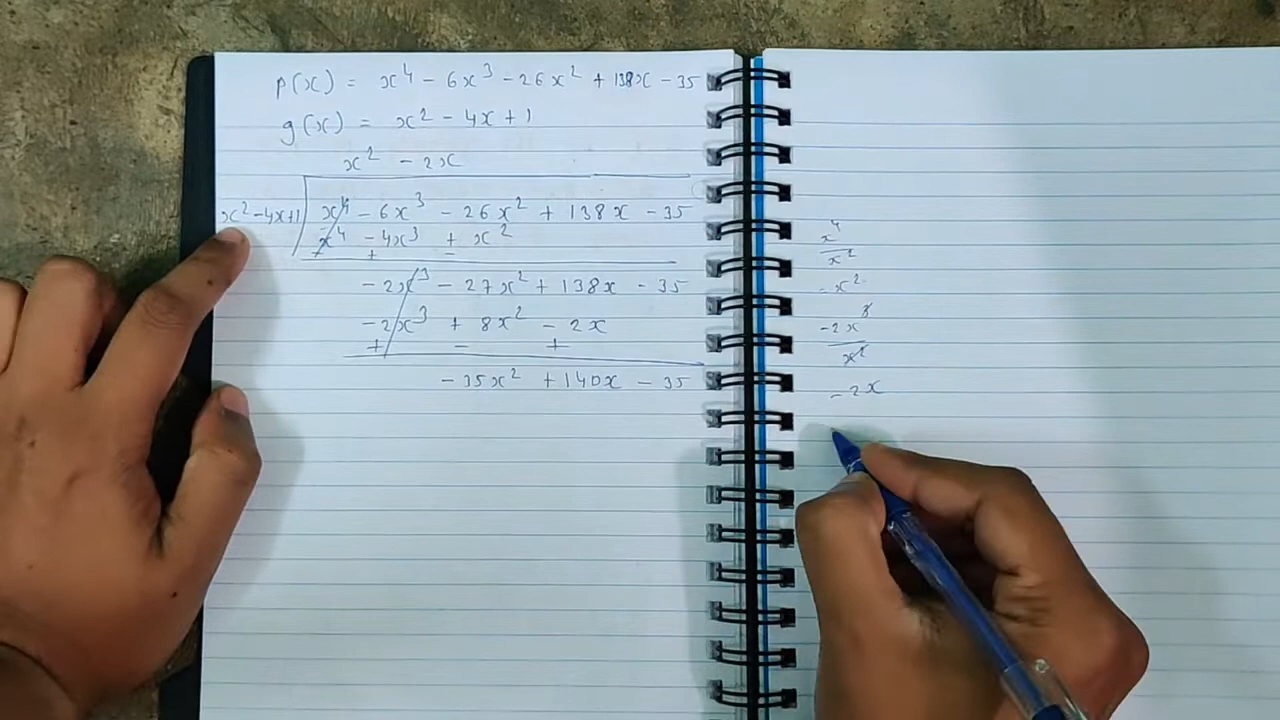 p(x) = x⁴ - 6x³ - 26x² + 138x - 35
g(x) = x² - 4x + 1
x² - 2x
x² - 4x + 1 x⁴ - 6x³ - 26x² + 138x - 35
x⁴ - 4x³ + x²
- + -
- 2x³ - 27x² + 138x - 35
- 2x³ + 8x² - 2x
+ - +
- 35x² + 140x - 35
x⁴
x²
- x²
- 2x³
x²
- 2x